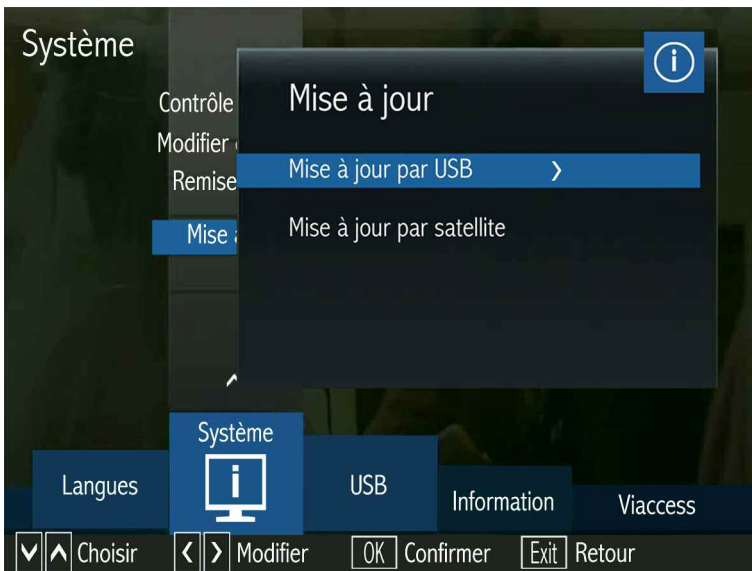 Système
Mise à jour
Contrôle
Modifier
Remise
Mise
Mise à jour par USB >
Mise à jour par satellite
Système
Langues
USB
Information
Viaccess
Choisir
< > Modifier
OK Confirmer
Exit Retour